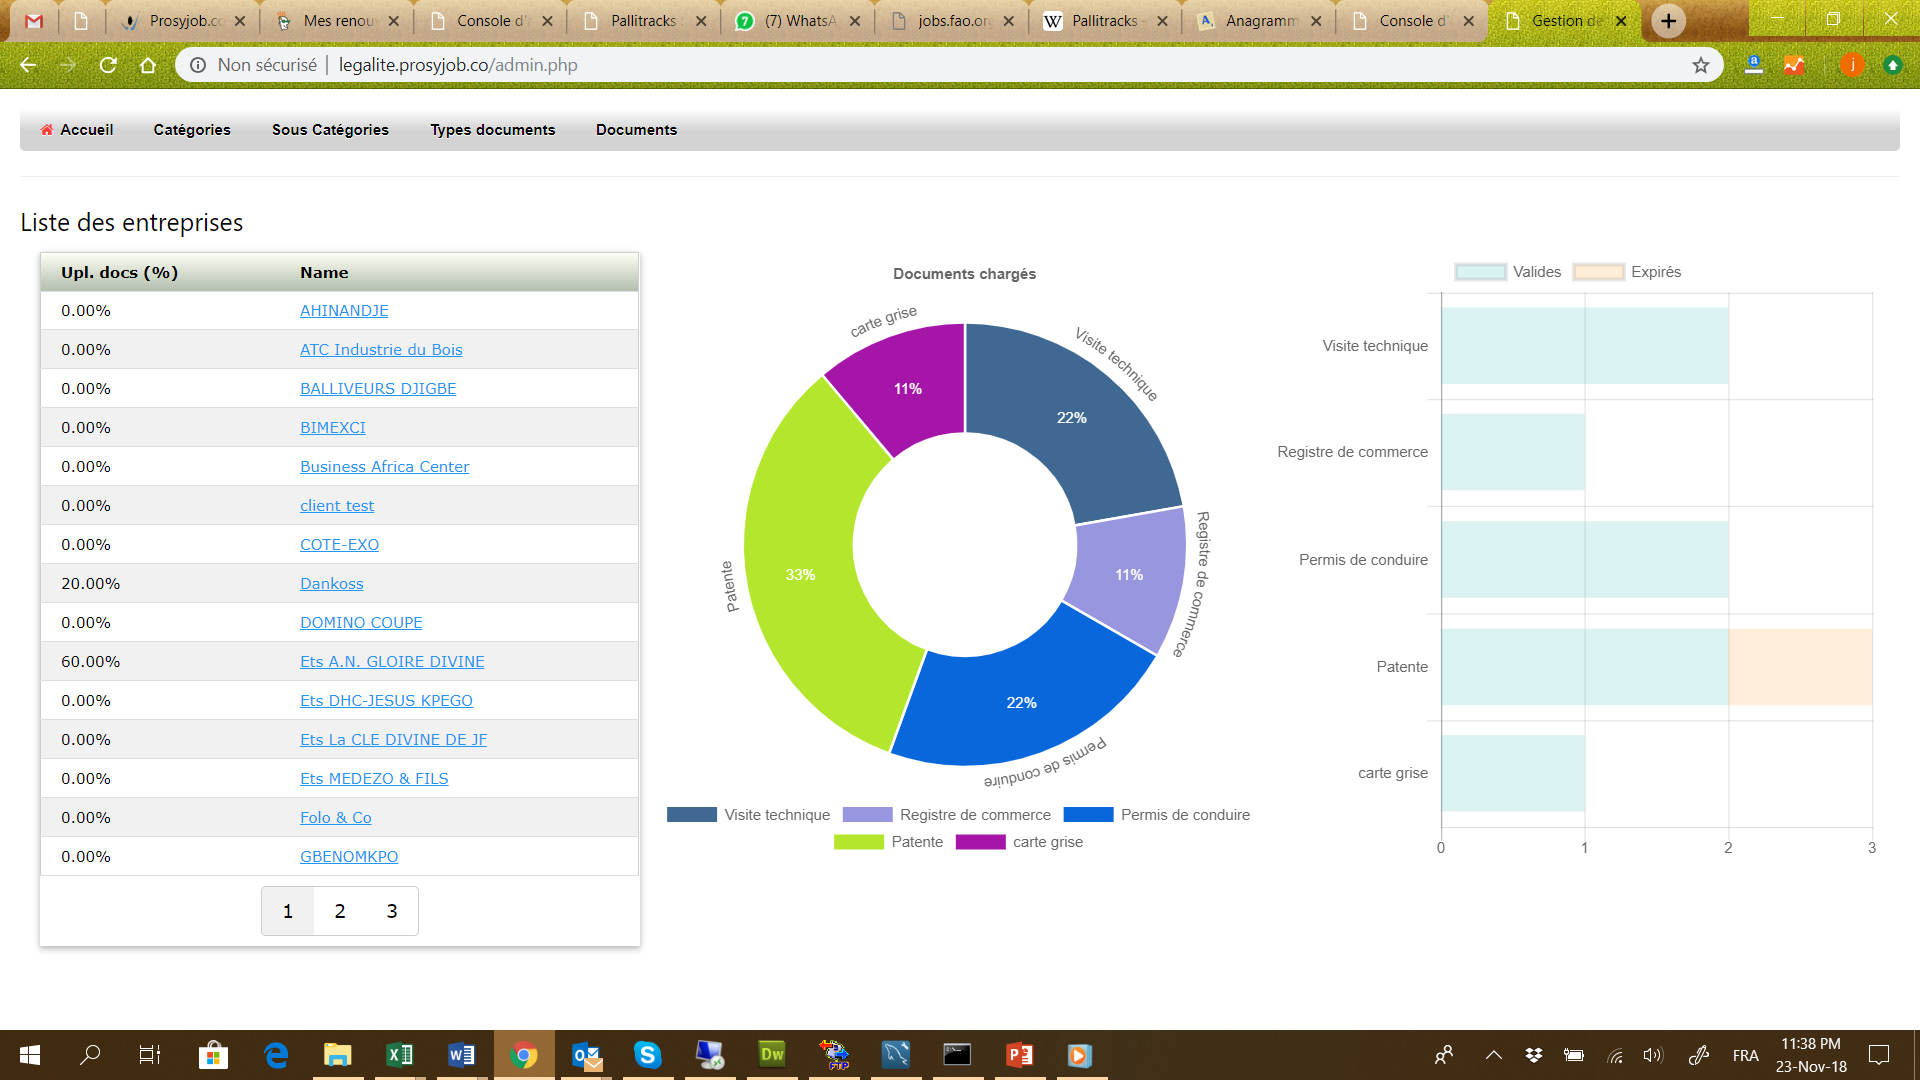 Prosyjob.c
Mes renou
Console d'
Pallitracks
(7) WhatsA
jobs.fao.or
Pallitracks
Anagramm
Console d'
Gestion de
Non sécurisé | legalite.prosyjob.co/admin.php
Accueil Catégories Sous Catégories Types documents Documents
Liste des entreprises
Upl. docs (%) Name
0.00% AHINANDJE
0.00% ATC Industrie du Bois
0.00% BALLIVEURS DJIGBE
0.00% BIMEXCI
0.00% Business Africa Center
0.00% client test
0.00% COTE-EXO
20.00% Dankoss
0.00% DOMINO COUPE
60.00% Ets A.N. GLOIRE DIVINE
0.00% Ets DHC-JESUS KPEGO
0.00% Ets La CLE DIVINE DE JF
0.00% Ets MEDEZO & FILS
0.00% Folo & Co
0.00% GBENOMKPO
1 2 3
Documents chargés
carte grise
Visite technique
11%
22%
Registre de commerce
Patente
33%
11%
22%
Permis de conduire
Visite technique Registre de commerce Permis de conduire
Patente carte grise
Valides Expirés
Visite technique
Registre de commerce
Permis de conduire
Patente
carte grise
0 1 2 3
FRA
11:38 PM
23-Nov-18